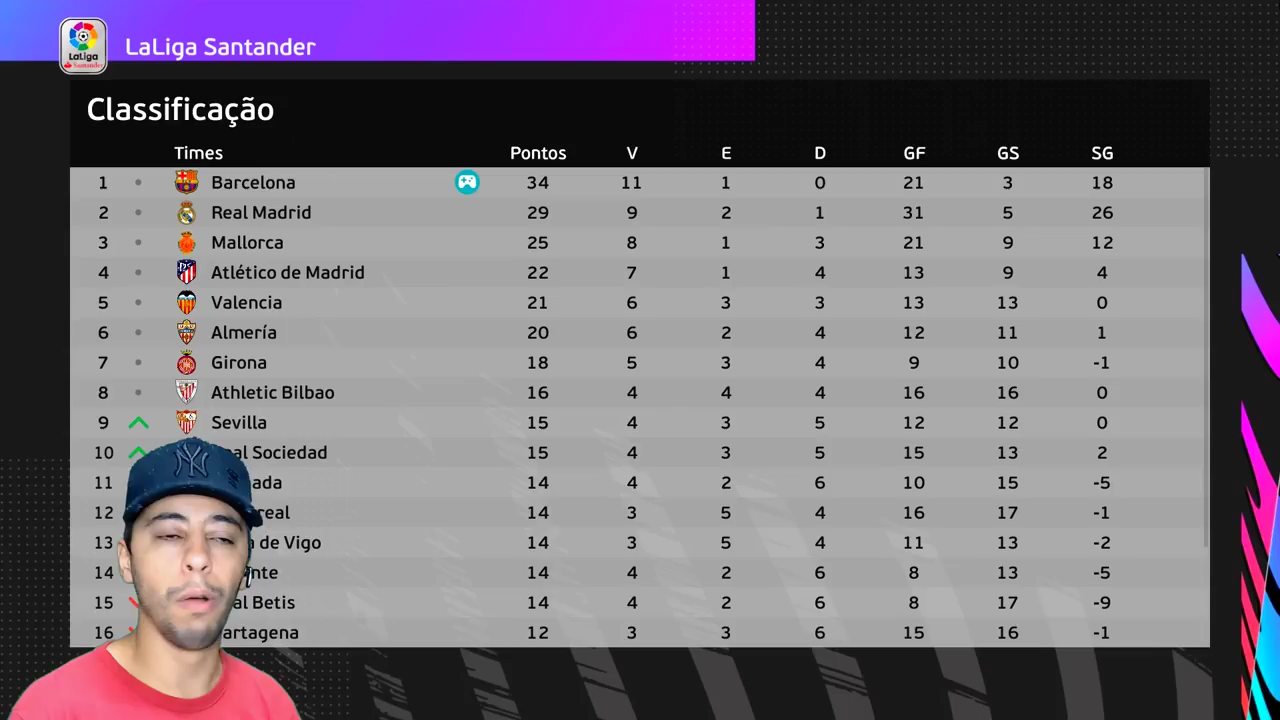 LaLiga
Santander
LaLiga Santander
Classificação
Times Pontos V E D GF GS SG
1 Barcelona 34 11 1 0 21 3 18
2 Real Madrid 29 9 2 1 31 5 26
3 Mallorca 25 8 1 3 21 9 12
4 Atlético de Madrid 22 7 1 4 13 9 4
5 Valencia 21 6 3 3 13 13 0
6 Almería 20 6 2 4 12 11 1
7 Girona 18 5 3 4 9 10 -1
8 Athletic Bilbao 16 4 4 4 16 16 0
9 Sevilla 15 4 3 5 12 12 0
10 Sociedad 15 4 3 5 15 13 2
11 14 4 2 6 10 15 -5
12 14 3 5 4 16 17 -1
13 de Vigo 14 3 5 4 11 13 -2
14 14 4 2 6 8 13 -5
15 Betis 14 4 2 6 8 17 -9
16 artagena 12 3 3 6 15 16 -1
NY